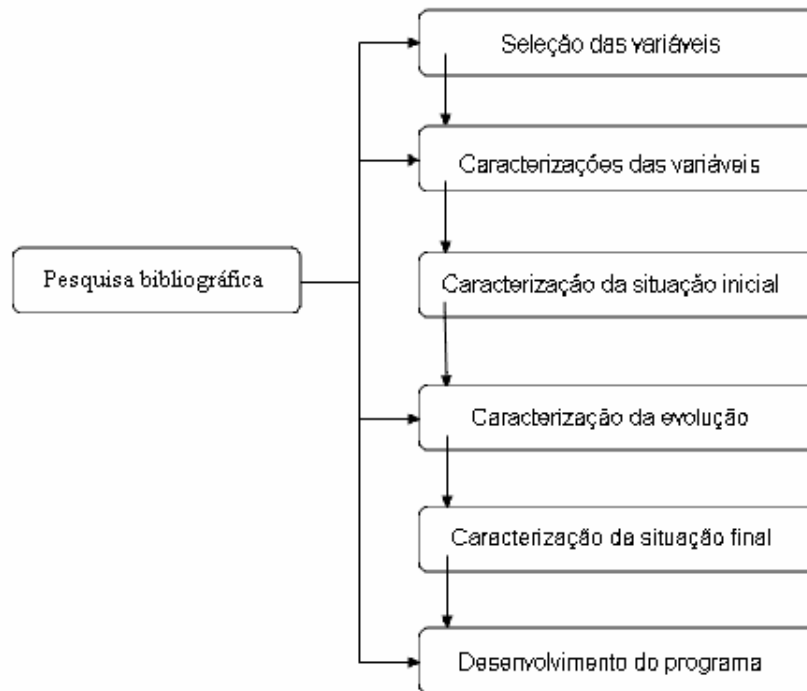 Seleção das variáveis
Caracterizações das variáveis
Pesquisa bibliográfica
Caracterização da situação inicial
Caracterização da evolução
Caracterização da situação final
Desenvolvimento do programa